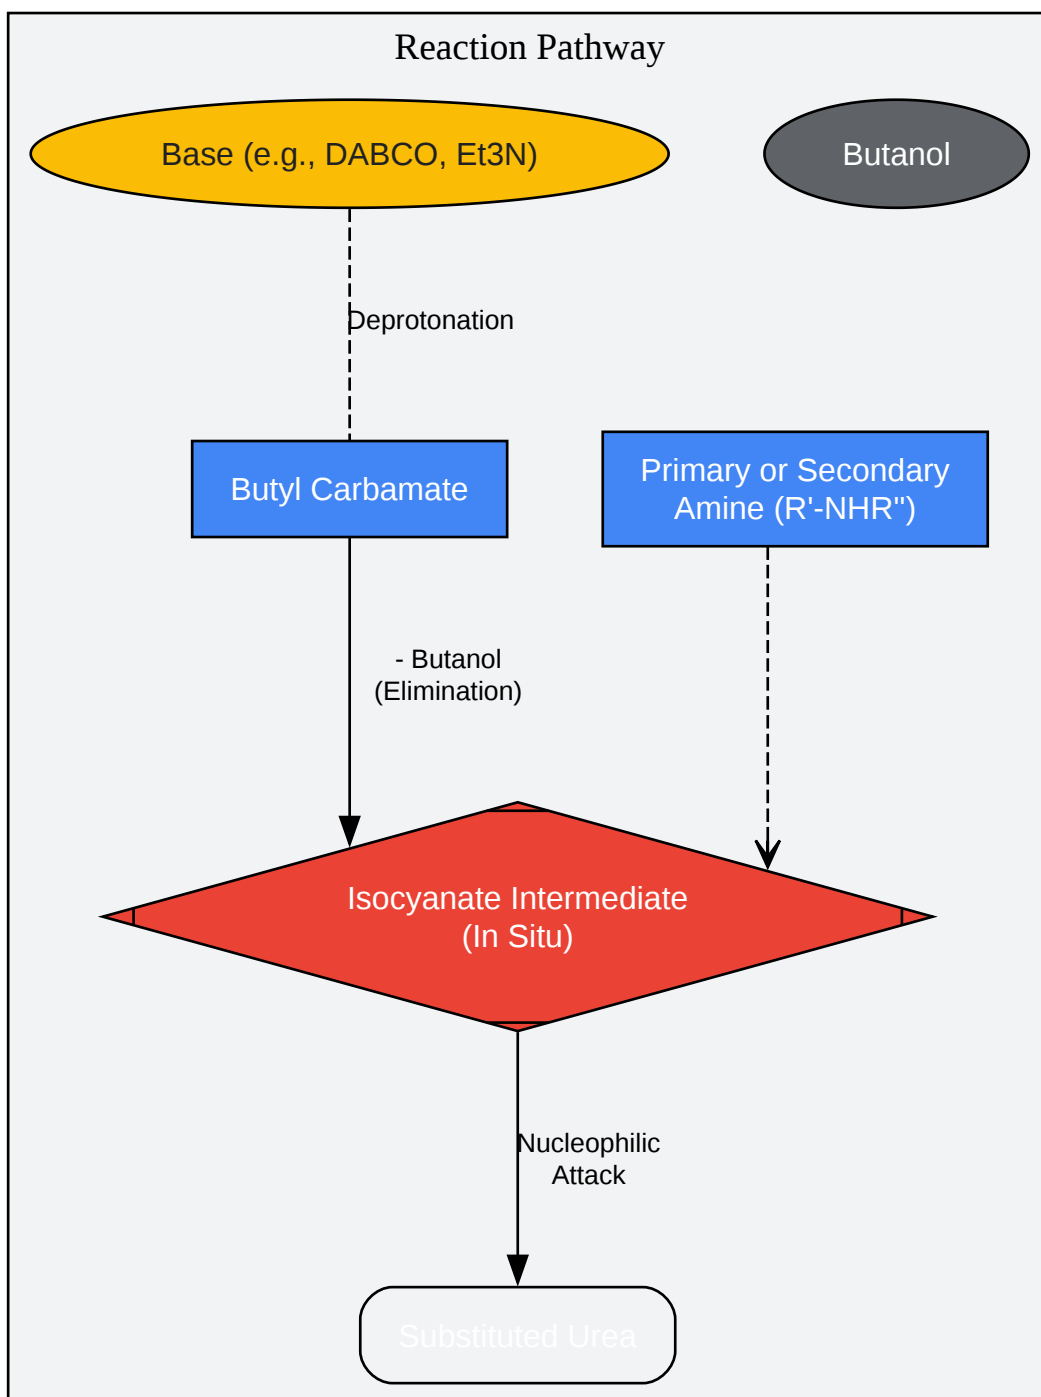 Reaction Pathway
Base (e.g., DABCO, Et3N)
Butanol
Deprotonation
Butyl Carbamate
Primary or Secondary
Amine (R'-NHR'')
- Butanol
(Elimination)
Isocyanate Intermediate
(In Situ)
Nucleophilic
Attack
Substituted Urea